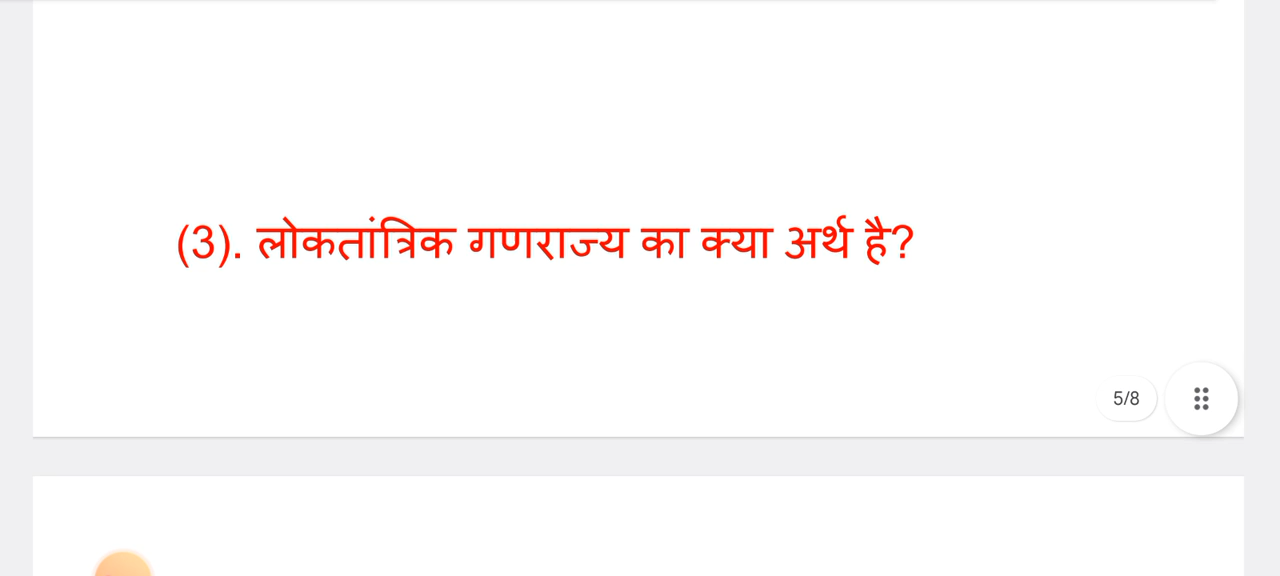 (3). लोकतांत्रिक गणराज्य का क्या अर्थ है?
5/8